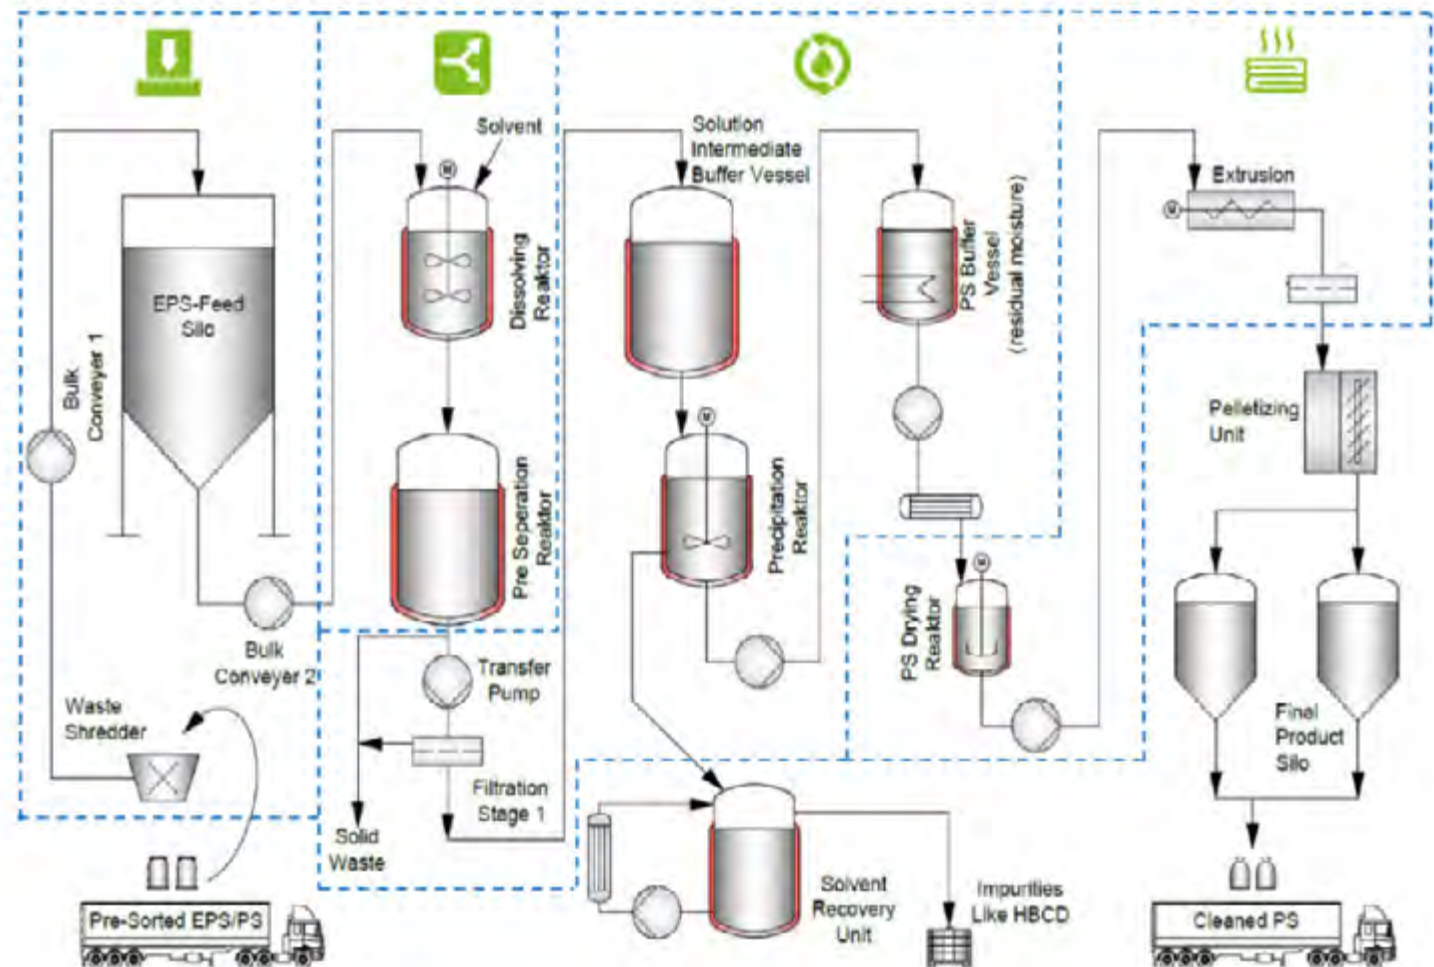 Solvent
Solution
Intermediate
Buffer Vessel
Extrusion
EPS-Feed
Silo
Bulk
Conveyer 1
Dissolving
Reaktor
PS Buffer
Vessel
(residual moisture)
Pelletizing
Unit
Pre Seperation
Reaktor
Precipitation
Reaktor
PS Drying
Reaktor
Bulk
Conveyer 2
Transfer
Pump
Waste
Shredder
Filtration
Stage 1
Solid
Waste
Final
Product
Silo
Solvent
Recovery
Unit
Impurities
Like HBCD
Pre-Sorted EPS/PS
Cleaned PS
M
M
M
M